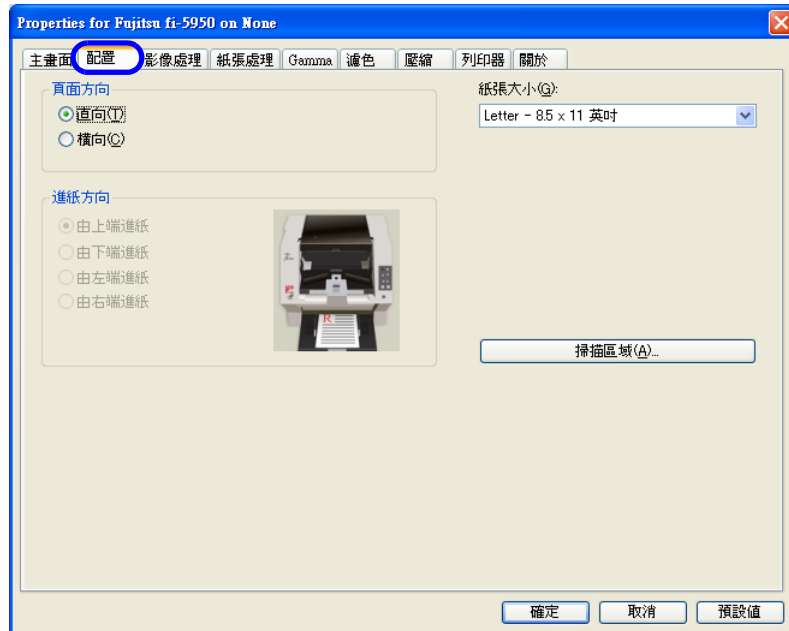 Properties for Fujitsu fi-5950 on None
主畫面 配置 影像處理 紙張處理 Gamma 濾色 壓縮 列印器 關於
頁面方向
直向(T)
橫向(C)
紙張大小(G):
Letter - 8.5 x 11 英吋
進紙方向
由上端進紙
由下端進紙
由左端進紙
由右端進紙
R
掃描區域(A)...
確定 取消 預設值